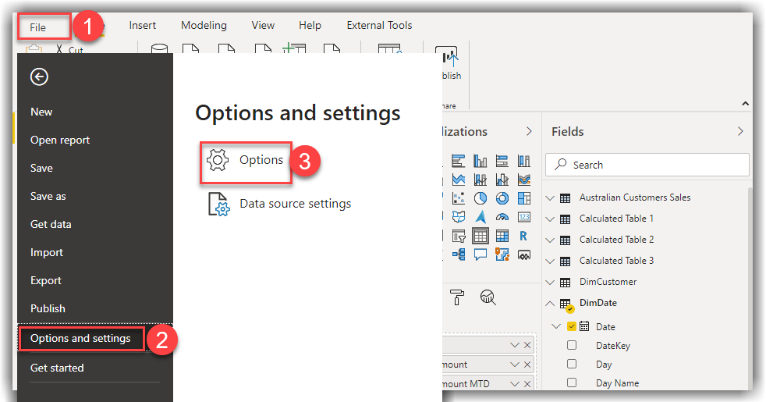 File
1
Insert
Modeling
View
Help
External Tools
Cut
New
Open report
Save
Save as
Get data
Import
Export
Publish
Options and settings
2
Get started
Options and settings
Options
3
Data source settings
blish
hare
lizations
R
123
mount
mount MTD
Fields
Search
Australian Customers Sales
Calculated Table 1
Calculated Table 2
Calculated Table 3
DimCustomer
DimDate
Date
DateKey
Day
Day Name